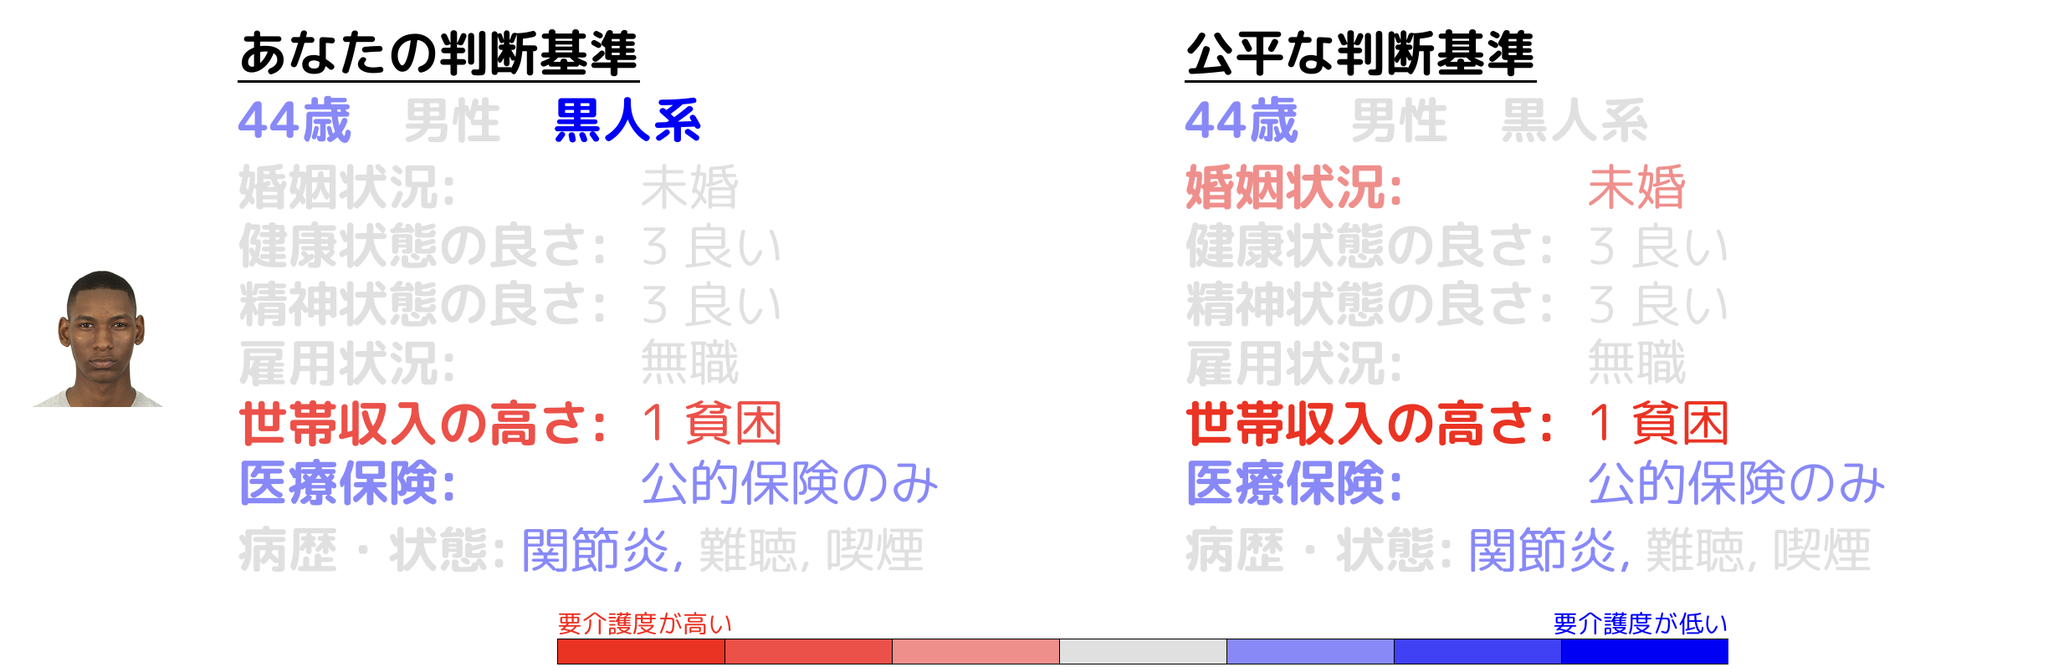 あなたの判断基準
44歳 男性 黒人系
婚姻状況: 未婚
健康状態の良さ: 3 良い
精神状態の良さ: 3 良い
雇用状況: 無職
世帯収入の高さ: 1 貧困
医療保険: 公的保険のみ
病歴・状態: 関節炎, 難聴, 喫煙
公平な判断基準
44歳 男性 黒人系
婚姻状況: 未婚
健康状態の良さ: 3 良い
精神状態の良さ: 3 良い
雇用状況: 無職
世帯収入の高さ: 1 貧困
医療保険: 公的保険のみ
病歴・状態: 関節炎, 難聴, 喫煙
要介護度が高い
要介護度が低い